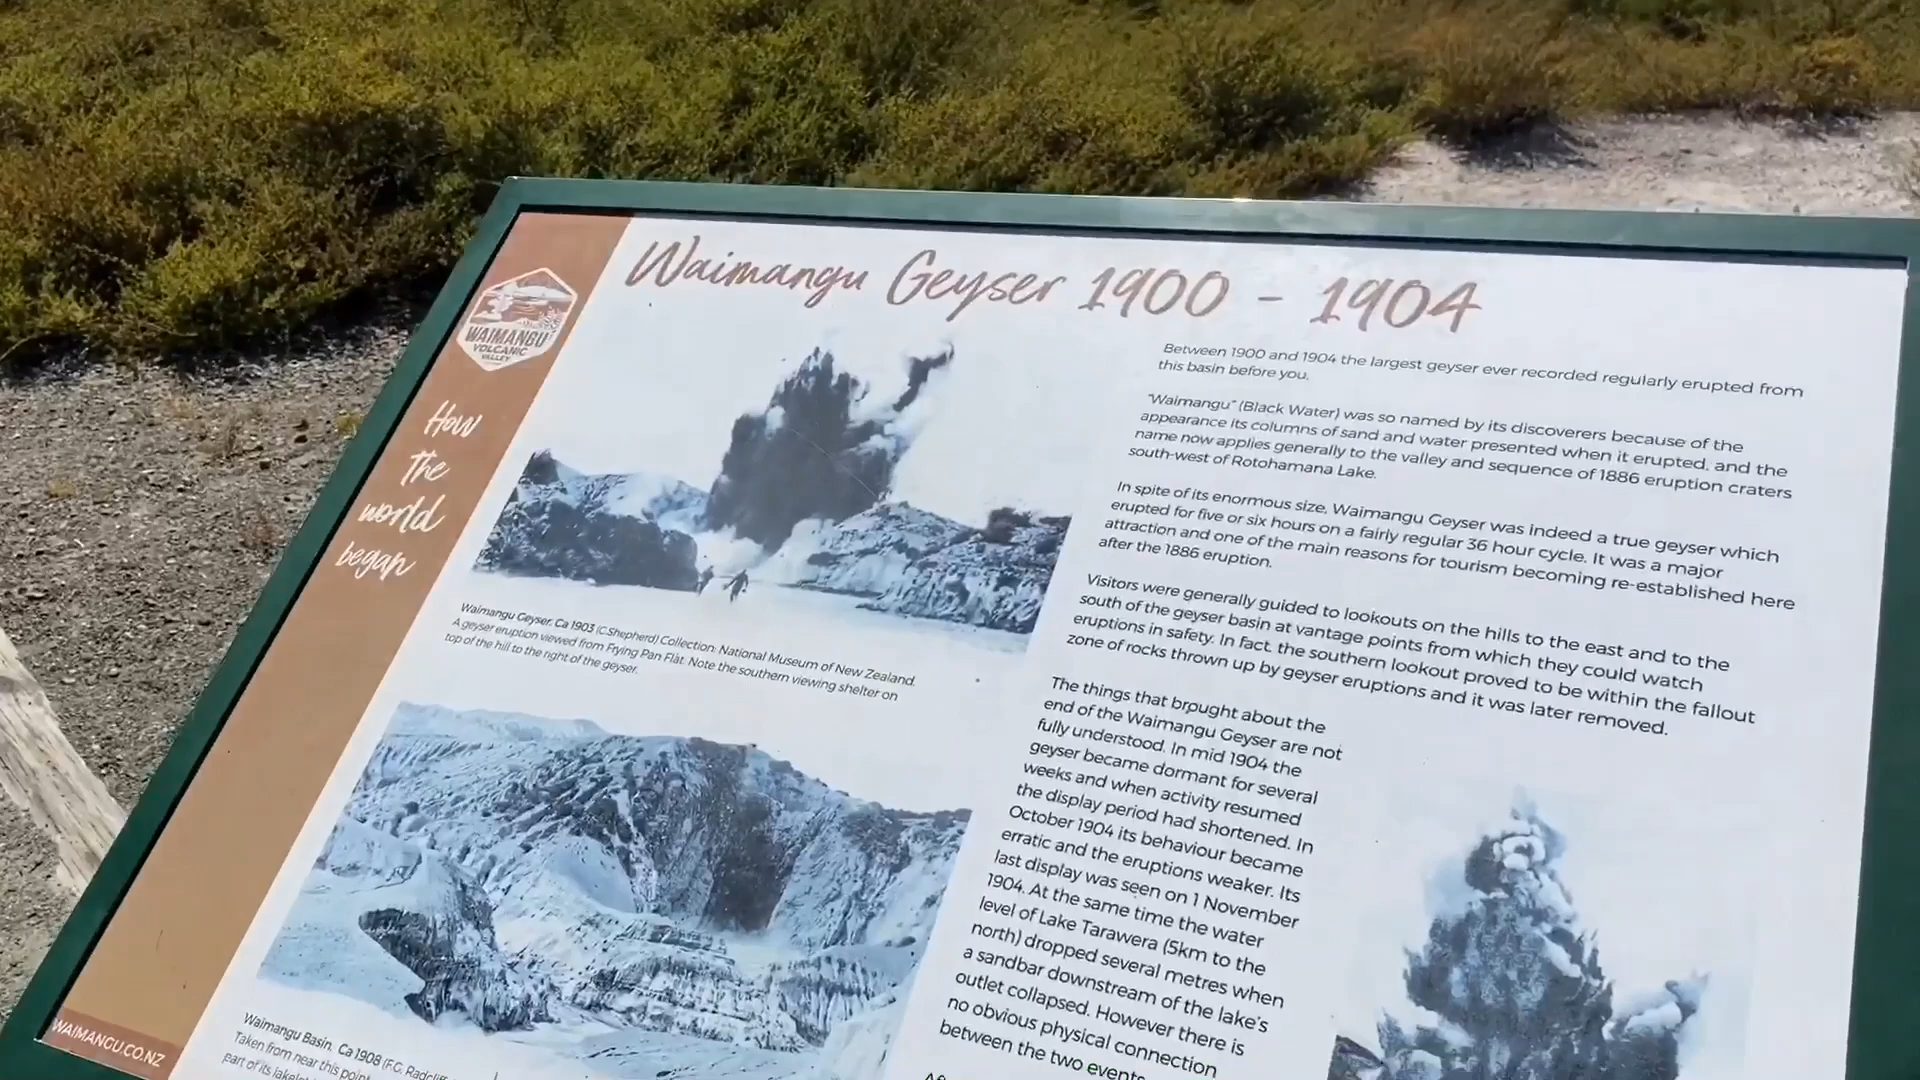 Waimangu Geyser 1900 - 1904
WAIMANGU
VOLCANIC
VALLEY
How
The
world
began
Between 1900 and 1904 the largest geyser ever recorded regularly erupted from
this basin before you.
"Waimangu" (Black Water) was so named by its discoverers because of the
appearance its columns of sand and water presented when it erupted, and the
name now applies generally to the valley and sequence of 1886 eruption craters
south-west of Rotohamana Lake.
In spite of its enormous size, Waimangu Geyser was indeed a true geyser which
erupted for five or six hours on a fairly regular 36 hour cycle. It was a major
attraction and one of the main reasons for tourism becoming re-established here
after the 1886 eruption.
Visitors were generally guided to lookouts on the hills to the east and to the
south of the geyser basin at vantage points from which they could watch
eruptions in safety. In fact, the southern lookout proved to be within the fallout
zone of rocks thrown up by geyser eruptions and it was later removed.
The things that brought about the
end of the Waimangu Geyser are not
fully understood. In mid 1904 the
geyser became dormant for several
weeks and when activity resumed
the display period had shortened. In
October 1904 its behaviour became
erratic and the eruptions weaker. Its
last display was seen on 1 November
1904. At the same time the water
level of Lake Tarawera (5km to the
north) dropped several metres when
a sandbar downstream of the lake's
outlet collapsed. However there is
no obvious physical connection
between the two events
Waimangu Geyser, Ca 1903 (C.Shepherd) Collection: National Museum of New Zealand.
A geyser eruption viewed from Frying Pan Flat. Note the southern viewing shelter on
top of the hill to the right of the geyser.
Waimangu Basin, Ca 1908 (F.G. Radcliff
Taken from near this point
part of its
WAIMANGU.CO.NZ